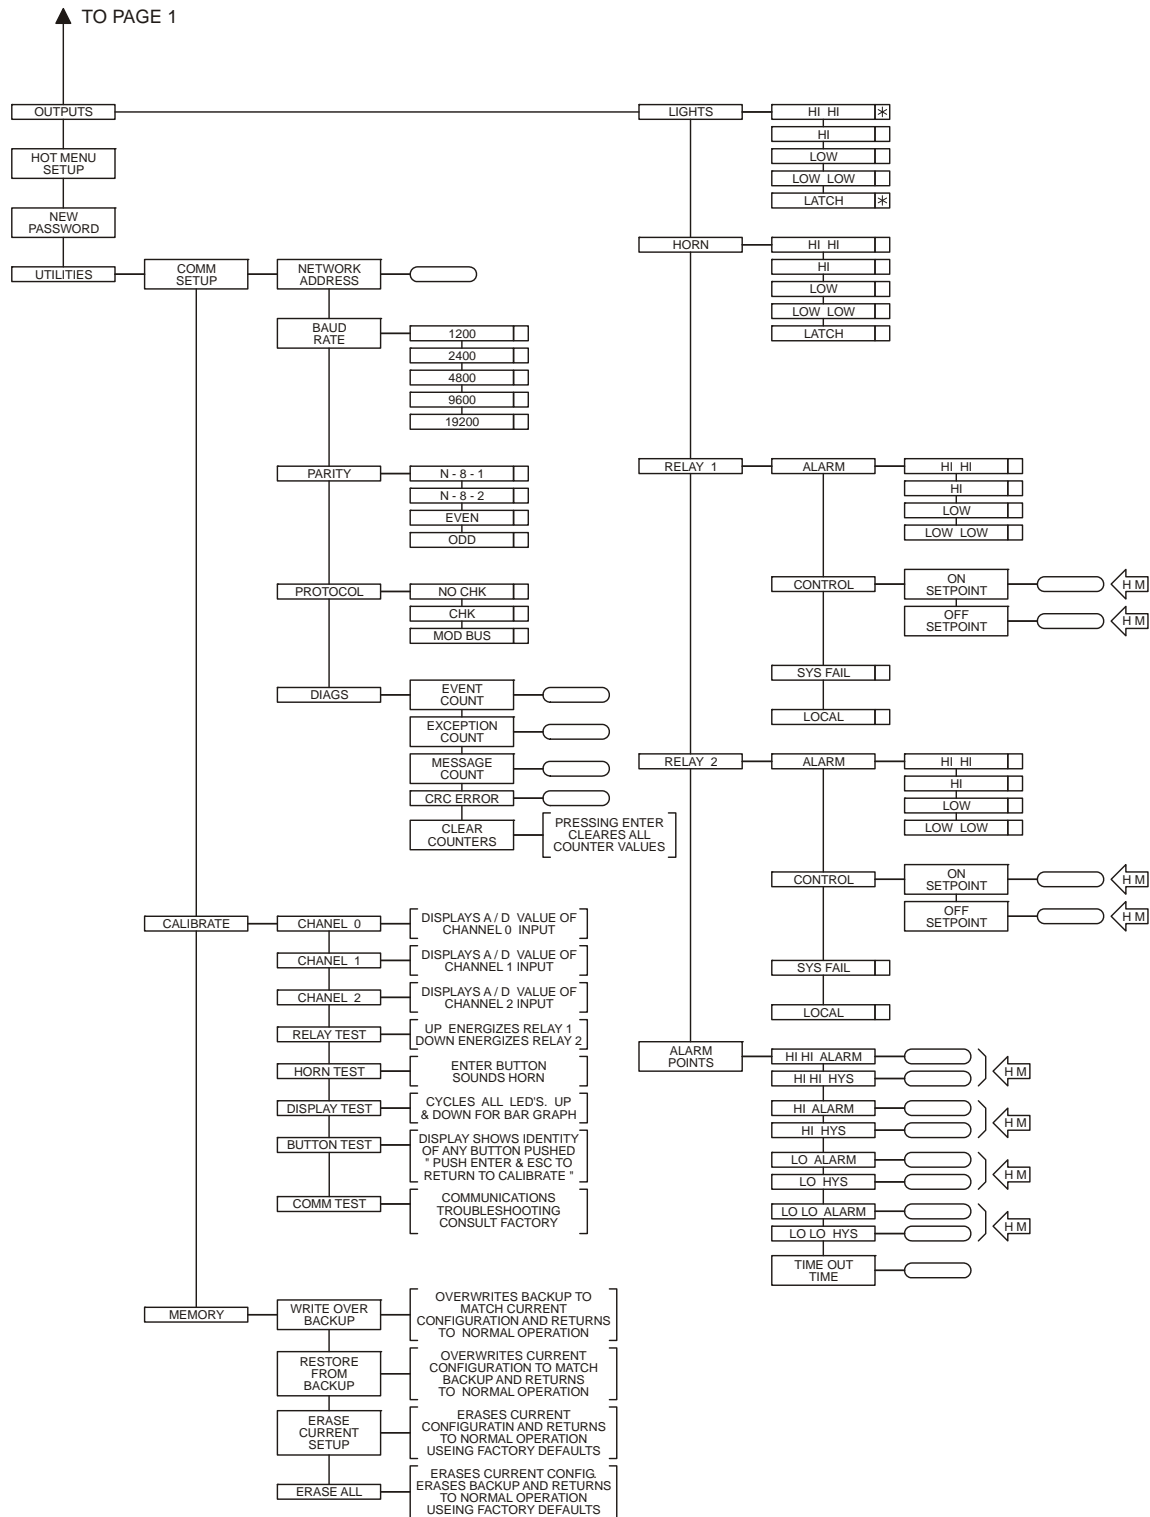 TO PAGE 1
OUTPUTS
HOT MENU
SETUP
NEW
PASSWORD
UTILITIES
COMM
SETUP
NETWORK
ADDRESS
BAUD
RATE
1200
2400
4800
9600
19200
PARITY
N - 8 - 1
N - 8 - 2
EVEN
ODD
PROTOCOL
NO CHK
CHK
MOD BUS
DIAGS
EVENT
COUNT
EXCEPTION
COUNT
MESSAGE
COUNT
CRC ERROR
CLEAR
COUNTERS
PRESSING ENTER
CLEARES ALL
COUNTER VALUES
CALIBRATE
CHANEL 0
DISPLAYS A / D VALUE OF
CHANNEL 0 INPUT
CHANEL 1
DISPLAYS A / D VALUE OF
CHANNEL 1 INPUT
CHANEL 2
DISPLAYS A / D VALUE OF
CHANNEL 2 INPUT
RELAY TEST
UP ENERGIZES RELAY 1
DOWN ENERGIZES RELAY 2
HORN TEST
ENTER BUTTON
SOUNDS HORN
DISPLAY TEST
CYCLES ALL LED'S. UP
& DOWN FOR BAR GRAPH
BUTTON TEST
DISPLAY SHOWS IDENTITY
OF ANY BUTTON PUSHED
" PUSH ENTER & ESC TO
RETURN TO CALIBRATE "
COMM TEST
COMMUNICATIONS
TROUBLESHOOTING
CONSULT FACTORY
MEMORY
WRITE OVER
BACKUP
OVERWRITES BACKUP TO
MATCH CURRENT
CONFIGURATION AND RETURNS
TO NORMAL OPERATION
RESTORE
FROM
BACKUP
OVERWRITES CURRENT
CONFIGURATION TO MATCH
BACKUP AND RETURNS
TO NORMAL OPERATION
ERASE
CURRENT
SETUP
ERASES CURRENT
CONFIGURATIN AND RETURNS
TO NORMAL OPERATION
USEING FACTORY DEFAULTS
ERASE ALL
ERASES CURRENT CONFIG.
ERASES BACKUP AND RETURNS
TO NORMAL OPERATION
USEING FACTORY DEFAULTS
LIGHTS
HI HI *
HI
LOW
LOW LOW
LATCH *
HORN
HI HI
HI
LOW
LOW LOW
LATCH
RELAY 1
ALARM
HI HI
HI
LOW
LOW LOW
CONTROL
ON
SETPOINT
H M
OFF
SETPOINT
H M
SYS FAIL
LOCAL
RELAY 2
ALARM
HI HI
HI
LOW
LOW LOW
CONTROL
ON
SETPOINT
H M
OFF
SETPOINT
H M
SYS FAIL
LOCAL
ALARM
POINTS
HI HI ALARM
HI HI HYS
H M
HI ALARM
HI HYS
H M
LO ALARM
LO HYS
H M
LO LO ALARM
LO LO HYS
H M
TIME OUT
TIME